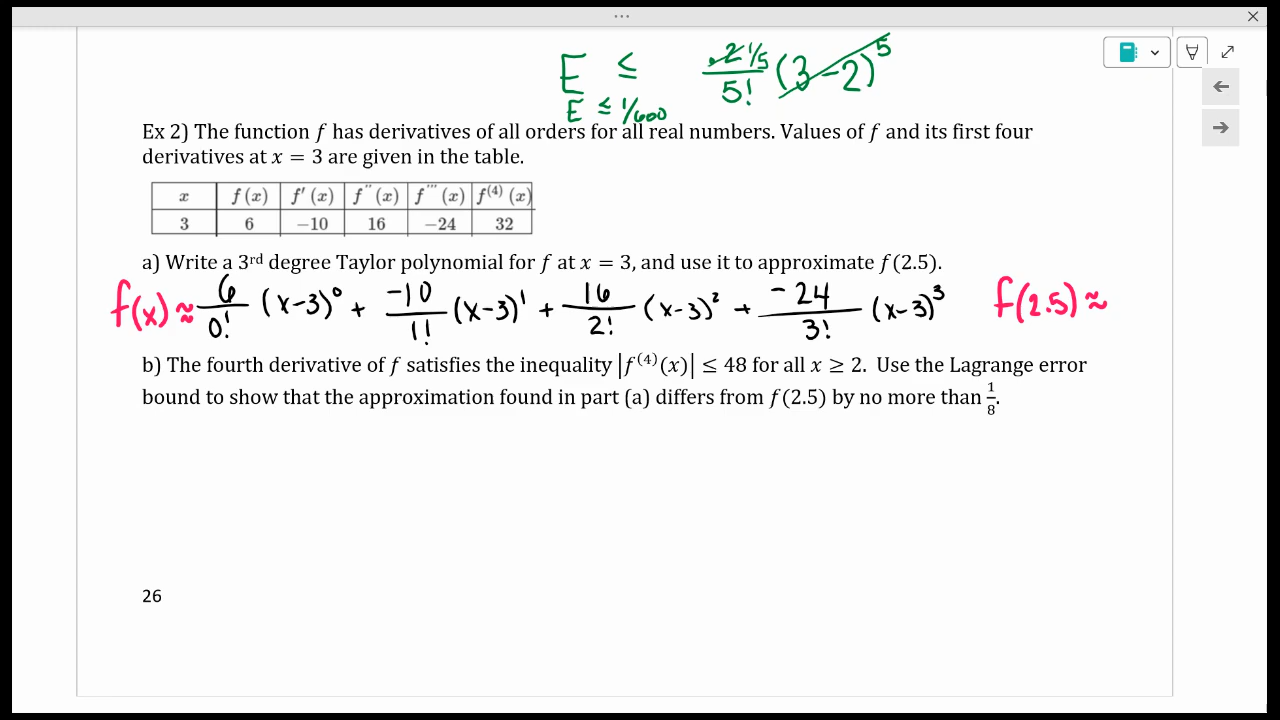 E ≤ .2 1/5 / 5! (3-2)^5
E ≤ 1/600
Ex 2) The function f has derivatives of all orders for all real numbers. Values of f and its first four
derivatives at x = 3 are given in the table.
x f(x) f'(x) f''(x) f'''(x) f^(4)(x)
3 6 −10 16 −24 32
a) Write a 3rd degree Taylor polynomial for f at x = 3, and use it to approximate f(2.5).
f(x) ≈ 6/0! (x-3)^0 + -10/1! (x-3)^1 + 16/2! (x-3)^2 + -24/3! (x-3)^3 f(2.5) ≈
b) The fourth derivative of f satisfies the inequality |f^(4)(x)| ≤ 48 for all x ≥ 2. Use the Lagrange error
bound to show that the approximation found in part (a) differs from f(2.5) by no more than 1/8.
26